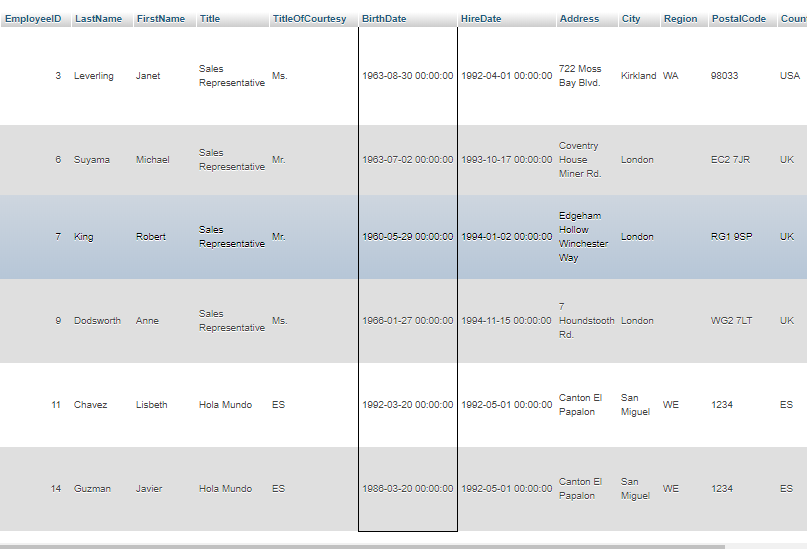 EmployeeID LastName FirstName Title TitleOfCourtesy BirthDate HireDate Address City Region PostalCode Coun
3 Leverling Janet Sales Representative Ms. 1963-08-30 00:00:00 1992-04-01 00:00:00 722 Moss Bay Blvd. Kirkland WA 98033 USA
6 Suyama Michael Sales Representative Mr. 1963-07-02 00:00:00 1993-10-17 00:00:00 Coventry House Miner Rd. London EC2 7JR UK
7 King Robert Sales Representative Mr. 1960-05-29 00:00:00 1994-01-02 00:00:00 Edgeham Hollow Winchester Way London RG1 9SP UK
9 Dodsworth Anne Sales Representative Ms. 1966-01-27 00:00:00 1994-11-15 00:00:00 7 Houndstooth Rd. London WG2 7LT UK
11 Chavez Lisbeth Hola Mundo ES 1992-03-20 00:00:00 1992-05-01 00:00:00 Canton El Papalon San Miguel WE 1234 ES
14 Guzman Javier Hola Mundo ES 1986-03-20 00:00:00 1992-05-01 00:00:00 Canton El Papalon San Miguel WE 1234 ES